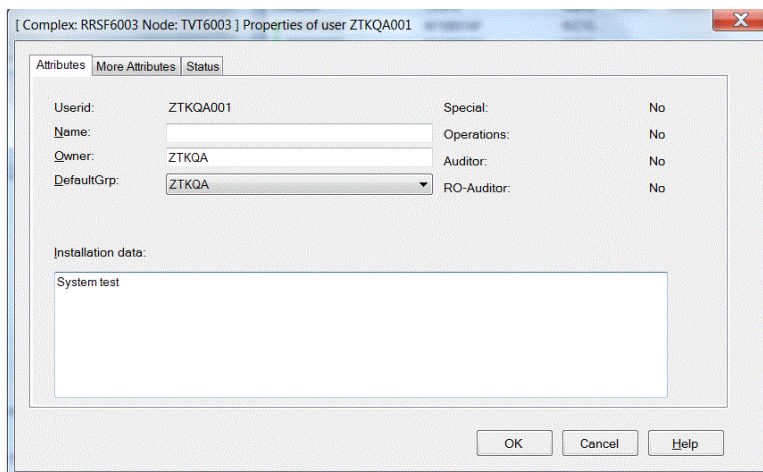 [ Complex: RRSF6003 Node: TVT6003 ] Properties of user ZTKQA001
Attributes More Attributes Status
Userid: ZTKQA001 Special: No
Name: Operations: No
Owner: ZTKQA Auditor: No
DefaultGrp: ZTKQA RO-Auditor: No
Installation data:
System test
OK Cancel Help